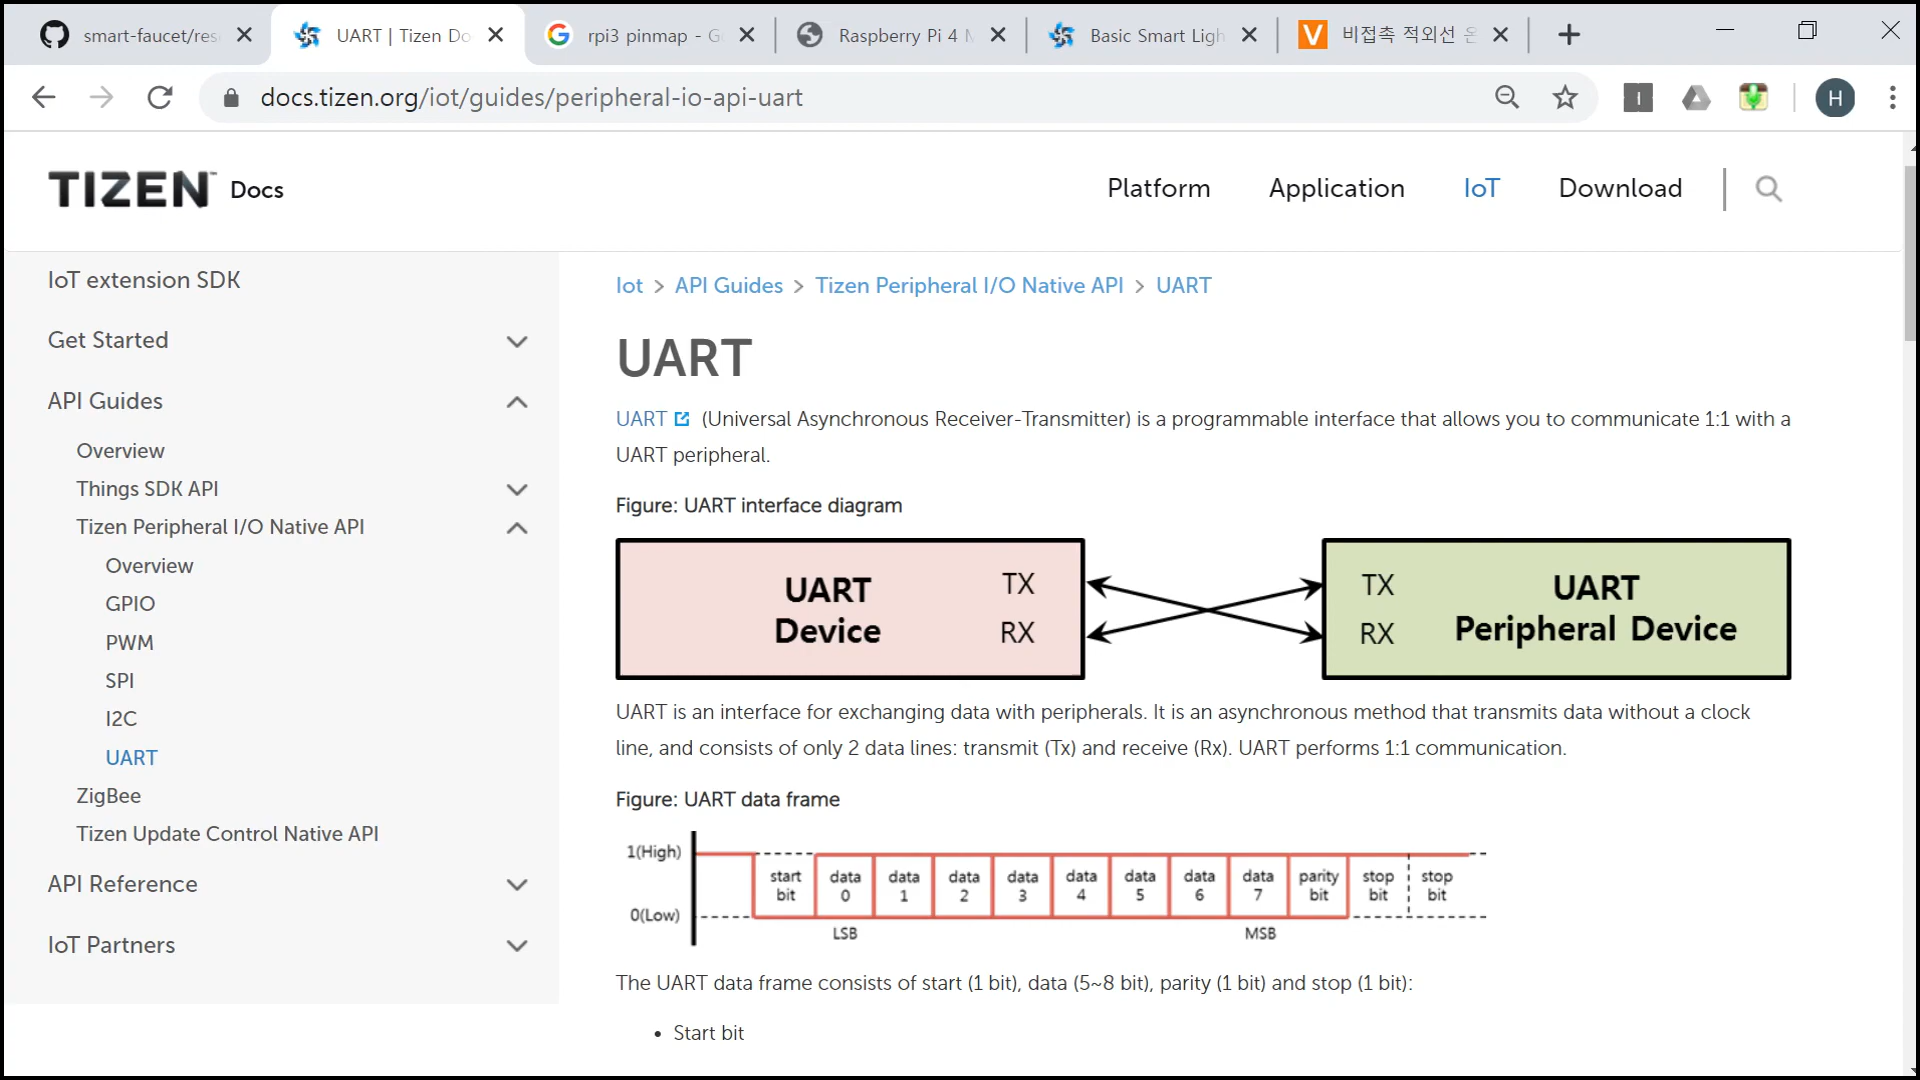 smart-faucet/res
UART | Tizen Do
rpi3 pinmap - G
Raspberry Pi 4 M
Basic Smart Ligh
V
비접촉 적외선 온
docs.tizen.org/iot/guides/peripheral-io-api-uart
I
H
TIZEN™ Docs
Platform
Application
IoT
Download
IoT extension SDK
Get Started
API Guides
Overview
Things SDK API
Tizen Peripheral I/O Native API
Overview
GPIO
PWM
SPI
I2C
UART
ZigBee
Tizen Update Control Native API
API Reference
IoT Partners
Iot > API Guides > Tizen Peripheral I/O Native API > UART
UART
UART (Universal Asynchronous Receiver-Transmitter) is a programmable interface that allows you to communicate 1:1 with a
UART peripheral.
Figure: UART interface diagram
UART
Device
TX
RX
TX
RX
UART
Peripheral Device
UART is an interface for exchanging data with peripherals. It is an asynchronous method that transmits data without a clock
line, and consists of only 2 data lines: transmit (Tx) and receive (Rx). UART performs 1:1 communication.
Figure: UART data frame
1(High)
0(Low)
start bit
data 0
data 1
data 2
data 3
data 4
data 5
data 6
data 7
parity bit
stop bit
stop bit
LSB
MSB
The UART data frame consists of start (1 bit), data (5~8 bit), parity (1 bit) and stop (1 bit):
• Start bit